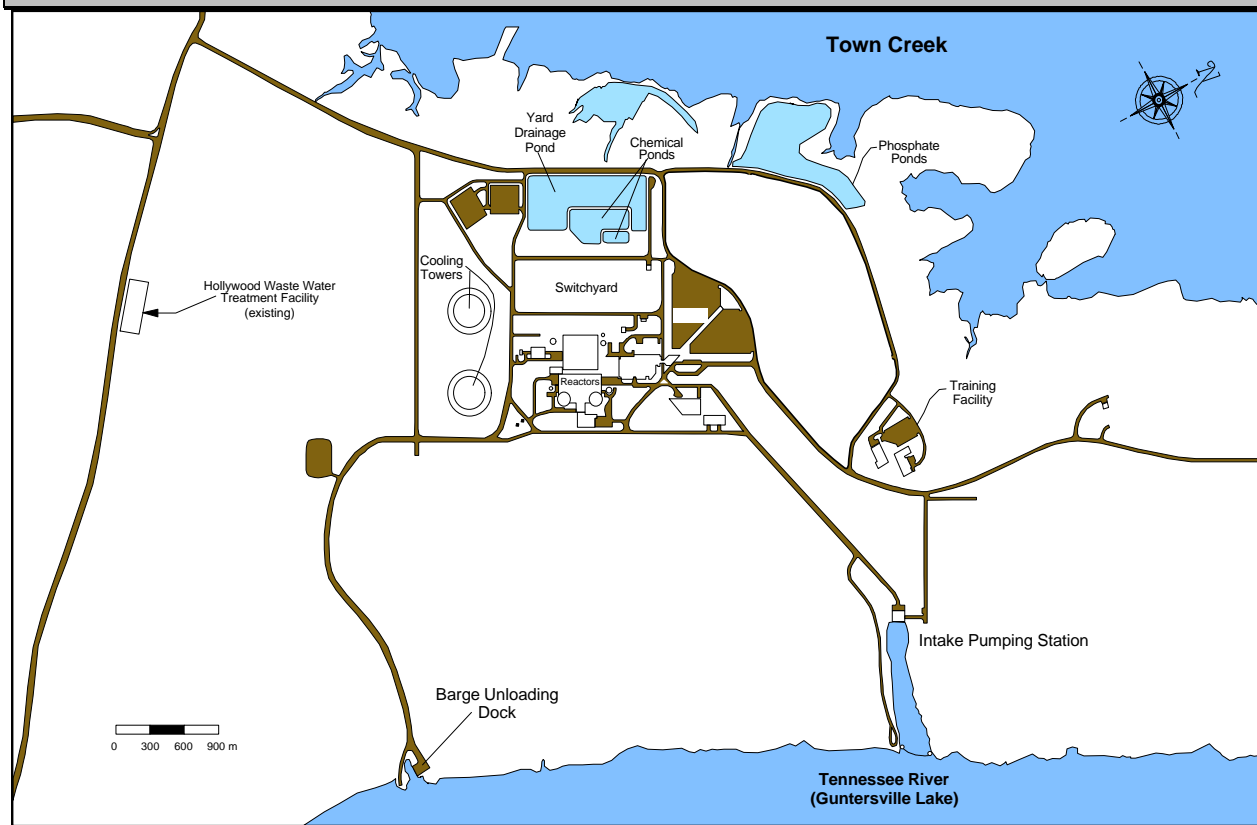 Town Creek
N
Yard
Drainage
Pond
Chemical
Ponds
Phosphate
Ponds
Cooling
Towers
Hollywood Waste Water
Treatment Facility
(existing)
Switchyard
Reactors
Training
Facility
Intake Pumping Station
Barge Unloading
Dock
0 300 600 900 m
Tennessee River
(Guntersville Lake)